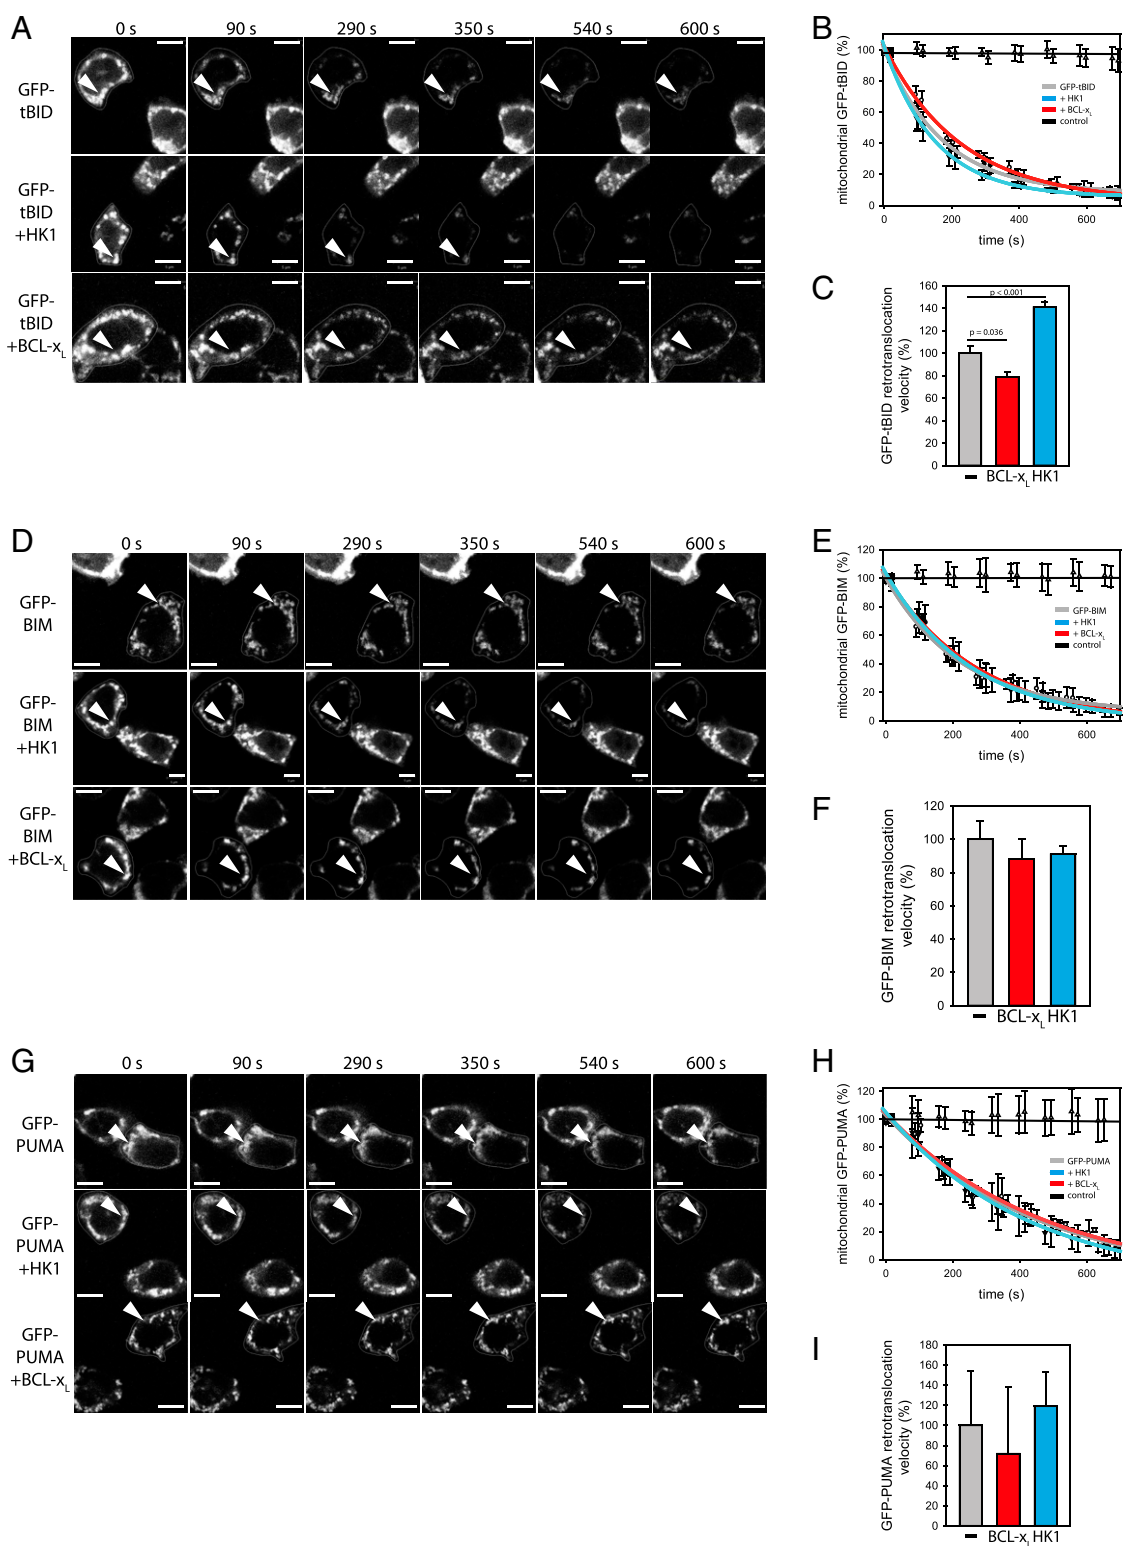 A
0 s 90 s 290 s 350 s 540 s 600 s
GFP-
tBID
GFP-
tBID
+HK1
GFP-
tBID
+BCL-xL
B
mitochondrial GFP-tBID (%)
100
80
60
40
20
0
GFP-tBID
+ HK1
+ BCL-xL
control
0 200 400 600
time (s)
C
GFP-tBID retrotranslocation
velocity (%)
160
140
120
100
80
60
40
20
0
p < 0.001
p = 0.036
BCL-xL HK1
D
0 s 90 s 290 s 350 s 540 s 600 s
GFP-
BIM
GFP-
BIM
+HK1
GFP-
BIM
+BCL-xL
E
mitochondrial GFP-BIM (%)
120
100
80
60
40
20
0
GFP-BIM
+ HK1
+ BCL-xL
control
0 200 400 600
time (s)
F
GFP-BIM retrotranslocation
velocity (%)
120
100
80
60
40
20
0
BCL-xL HK1
G
0 s 90 s 290 s 350 s 540 s 600 s
GFP-
PUMA
GFP-
PUMA
+HK1
GFP-
PUMA
+BCL-xL
H
mitochondrial GFP-PUMA (%)
120
100
80
60
40
20
0
GFP-PUMA
+ HK1
+ BCL-xL
control
0 200 400 600
time (s)
I
GFP-PUMA retrotranslocation
velocity (%)
180
160
140
120
100
80
60
40
20
0
BCL-xL HK1